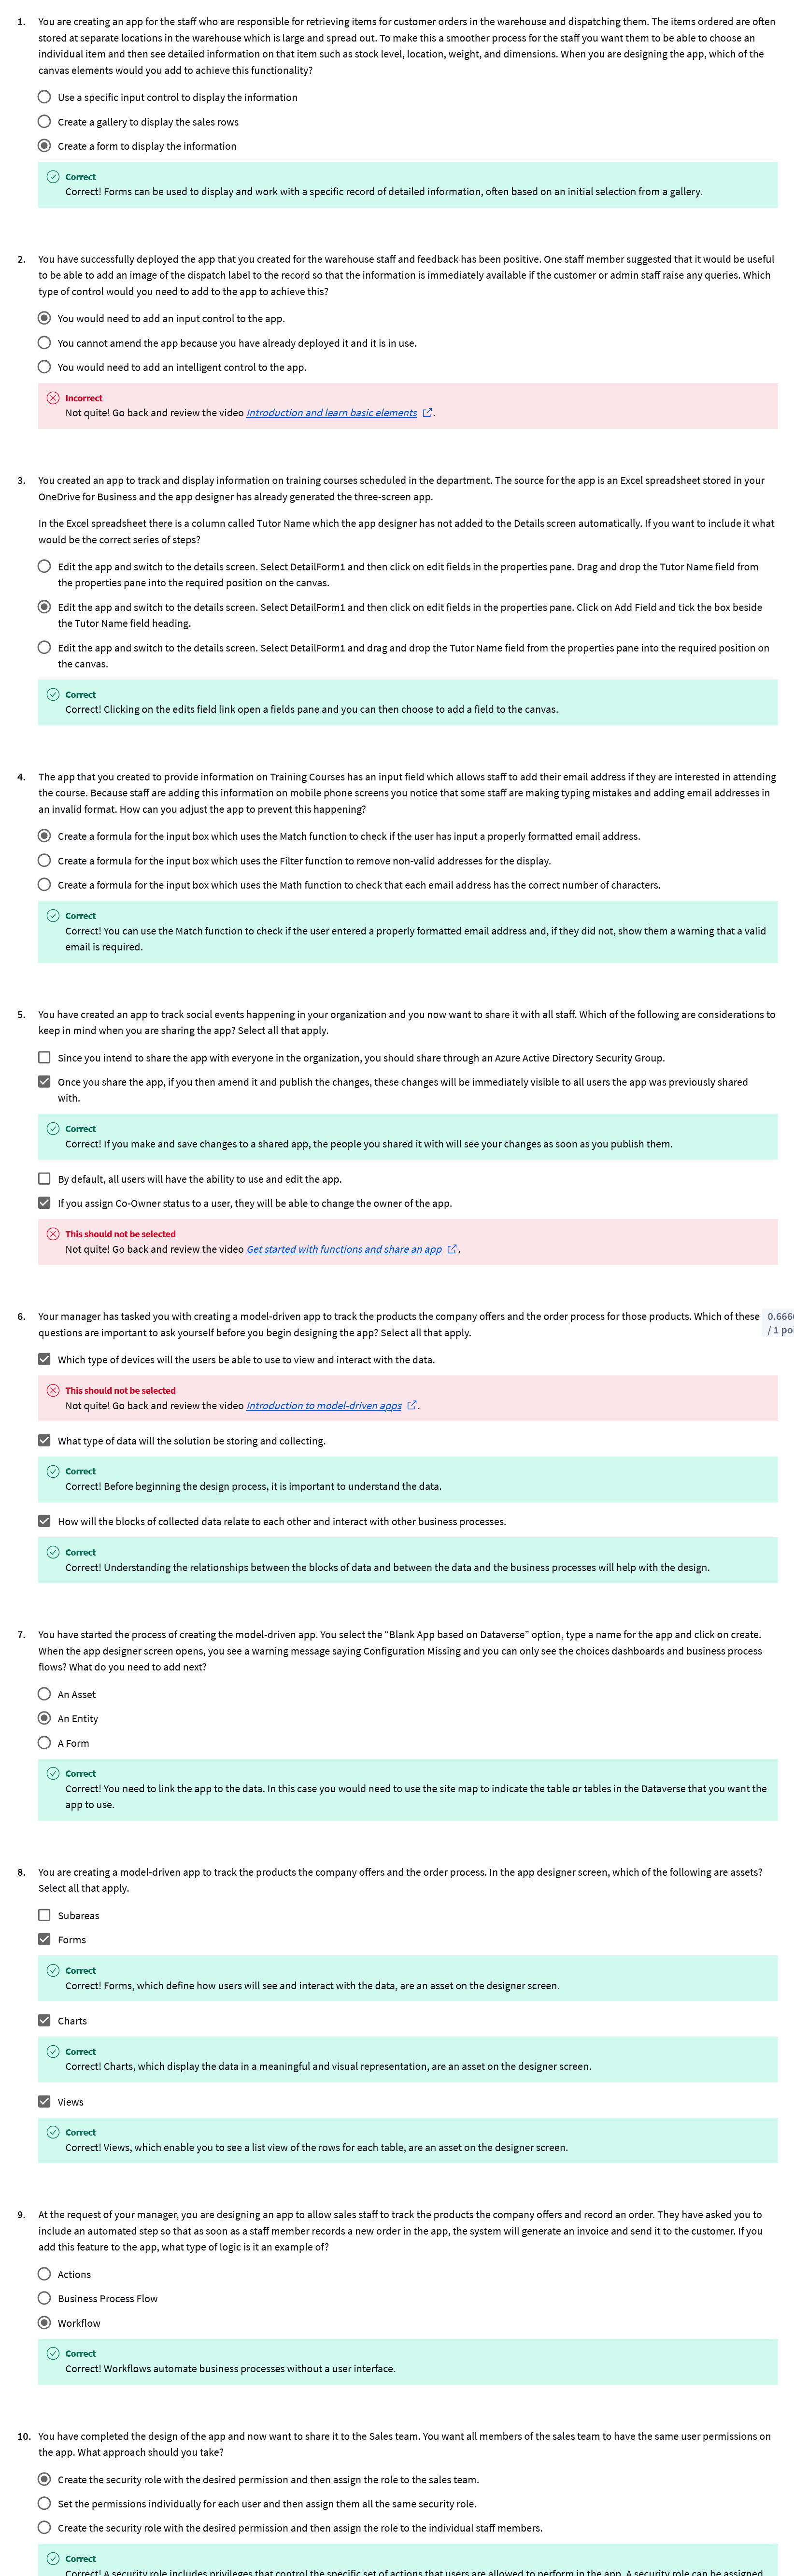 1. You are creating an app for the staff who are responsible for retrieving items for customer orders in the warehouse and dispatching them. The items ordered are often
stored at separate locations in the warehouse which is large and spread out. To make this a smoother process for the staff you want them to be able to choose an
individual item and then see detailed information on that item such as stock level, location, weight, and dimensions. When you are designing the app, which of the
canvas elements would you add to achieve this functionality?
Use a specific input control to display the information
Create a gallery to display the sales rows
Create a form to display the information
Correct
Correct! Forms can be used to display and work with a specific record of detailed information, often based on an initial selection from a gallery.
2. You have successfully deployed the app that you created for the warehouse staff and feedback has been positive. One staff member suggested that it would be useful
to be able to add an image of the dispatch label to the record so that the information is immediately available if the customer or admin staff raise any queries. Which
type of control would you need to add to the app to achieve this?
You would need to add an input control to the app.
You cannot amend the app because you have already deployed it and it is in use.
You would need to add an intelligent control to the app.
Incorrect
Not quite! Go back and review the video Introduction and learn basic elements .
3. You created an app to track and display information on training courses scheduled in the department. The source for the app is an Excel spreadsheet stored in your
OneDrive for Business and the app designer has already generated the three-screen app.
In the Excel spreadsheet there is a column called Tutor Name which the app designer has not added to the Details screen automatically. If you want to include it what
would be the correct series of steps?
Edit the app and switch to the details screen. Select DetailForm1 and then click on edit fields in the properties pane. Drag and drop the Tutor Name field from
the properties pane into the required position on the canvas.
Edit the app and switch to the details screen. Select DetailForm1 and then click on edit fields in the properties pane. Click on Add Field and tick the box beside
the Tutor Name field heading.
Edit the app and switch to the details screen. Select DetailForm1 and drag and drop the Tutor Name field from the properties pane into the required position on
the canvas.
Correct
Correct! Clicking on the edits field link open a fields pane and you can then choose to add a field to the canvas.
4. The app that you created to provide information on Training Courses has an input field which allows staff to add their email address if they are interested in attending
the course. Because staff are adding this information on mobile phone screens you notice that some staff are making typing mistakes and adding email addresses in
an invalid format. How can you adjust the app to prevent this happening?
Create a formula for the input box which uses the Match function to check if the user has input a properly formatted email address.
Create a formula for the input box which uses the Filter function to remove non-valid addresses for the display.
Create a formula for the input box which uses the Math function to check that each email address has the correct number of characters.
Correct
Correct! You can use the Match function to check if the user entered a properly formatted email address and, if they did not, show them a warning that a valid
email is required.
5. You have created an app to track social events happening in your organization and you now want to share it with all staff. Which of the following are considerations to
keep in mind when you are sharing the app? Select all that apply.
Since you intend to share the app with everyone in the organization, you should share through an Azure Active Directory Security Group.
Once you share the app, if you then amend it and publish the changes, these changes will be immediately visible to all users the app was previously shared
with.
Correct
Correct! If you make and save changes to a shared app, the people you shared it with will see your changes as soon as you publish them.
By default, all users will have the ability to use and edit the app.
If you assign Co-Owner status to a user, they will be able to change the owner of the app.
This should not be selected
Not quite! Go back and review the video Get started with functions and share an app .
6. Your manager has tasked you with creating a model-driven app to track the products the company offers and the order process for those products. Which of these 0.666
questions are important to ask yourself before you begin designing the app? Select all that apply. / 1 po
Which type of devices will the users be able to use to view and interact with the data.
This should not be selected
Not quite! Go back and review the video Introduction to model-driven apps .
What type of data will the solution be storing and collecting.
Correct
Correct! Before beginning the design process, it is important to understand the data.
How will the blocks of collected data relate to each other and interact with other business processes.
Correct
Correct! Understanding the relationships between the blocks of data and between the data and the business processes will help with the design.
7. You have started the process of creating the model-driven app. You select the “Blank App based on Dataverse” option, type a name for the app and click on create.
When the app designer screen opens, you see a warning message saying Configuration Missing and you can only see the choices dashboards and business process
flows? What do you need to add next?
An Asset
An Entity
A Form
Correct
Correct! You need to link the app to the data. In this case you would need to use the site map to indicate the table or tables in the Dataverse that you want the
app to use.
8. You are creating a model-driven app to track the products the company offers and the order process. In the app designer screen, which of the following are assets?
Select all that apply.
Subareas
Forms
Correct
Correct! Forms, which define how users will see and interact with the data, are an asset on the designer screen.
Charts
Correct
Correct! Charts, which display the data in a meaningful and visual representation, are an asset on the designer screen.
Views
Correct
Correct! Views, which enable you to see a list view of the rows for each table, are an asset on the designer screen.
9. At the request of your manager, you are designing an app to allow sales staff to track the products the company offers and record an order. They have asked you to
include an automated step so that as soon as a staff member records a new order in the app, the system will generate an invoice and send it to the customer. If you
add this feature to the app, what type of logic is it an example of?
Actions
Business Process Flow
Workflow
Correct
Correct! Workflows automate business processes without a user interface.
10. You have completed the design of the app and now want to share it to the Sales team. You want all members of the sales team to have the same user permissions on
the app. What approach should you take?
Create the security role with the desired permission and then assign the role to the sales team.
Set the permissions individually for each user and then assign them all the same security role.
Create the security role with the desired permission and then assign the role to the individual staff members.
Correct
Correct! A security role includes privileges that control the specific set of actions that users are allowed to perform in the app. A security role can be assigned